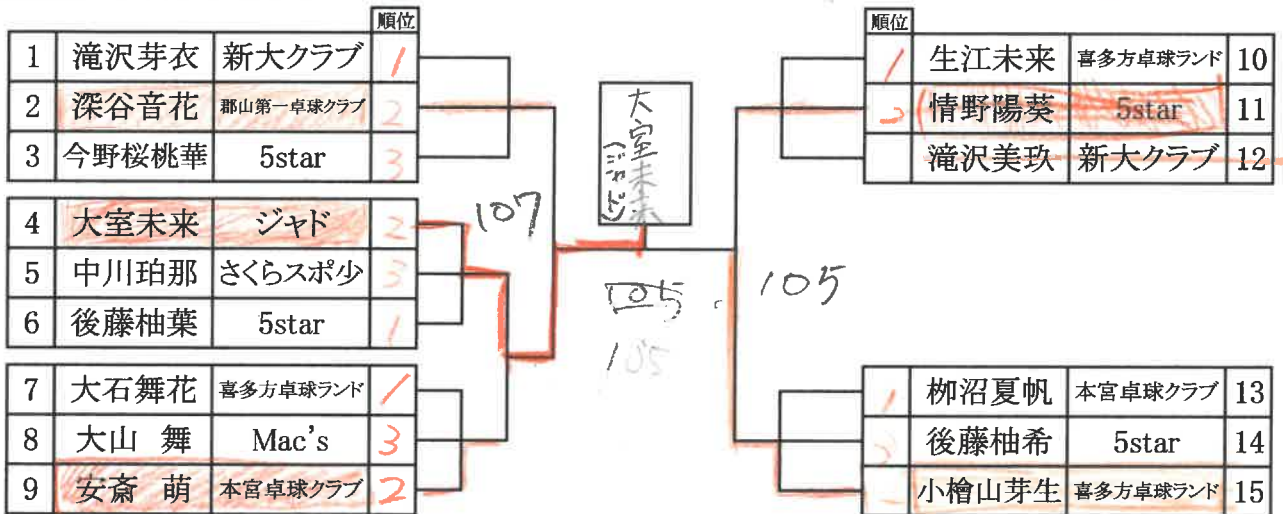 順位
1 滝沢芽衣 新大クラブ 1
2 深谷音花 郡山第一卓球クラブ 2
3 今野桜桃華 5star 3
4 大室未来 ジャド 2
5 中川珀那 さくらスポ少 3
6 後藤柚葉 5star 1
7 大石舞花 喜多方卓球ランド 1
8 大山 舞 Mac's 3
9 安斎 萌 本宮卓球クラブ 2
107
大室未来
(ジャド)
105
105
105
順位
1 生江未来 喜多方卓球ランド 10
2 情野陽葵 5star 11
滝沢美玖 新大クラブ 12
1 栁沼夏帆 本宮卓球クラブ 13
後藤柚希 5star 14
小檜山芽生 喜多方卓球ランド 15